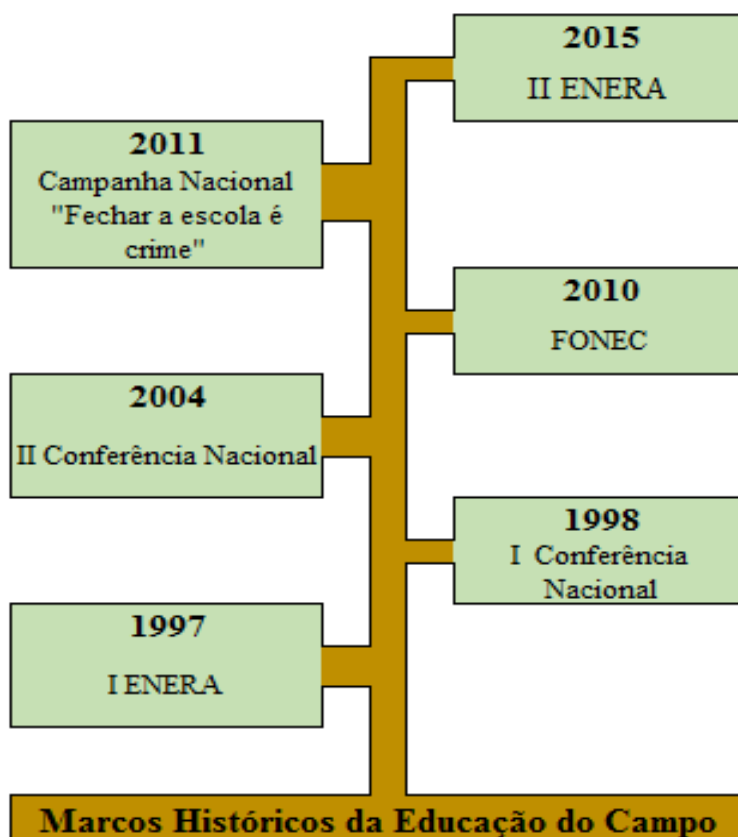 2015
II ENERA
2011
Campanha Nacional
"Fechar a escola é
crime"
2010
FONEC
2004
II Conferência Nacional
1998
I Conferência
Nacional
1997
I ENERA
Marcos Históricos da Educação do Campo